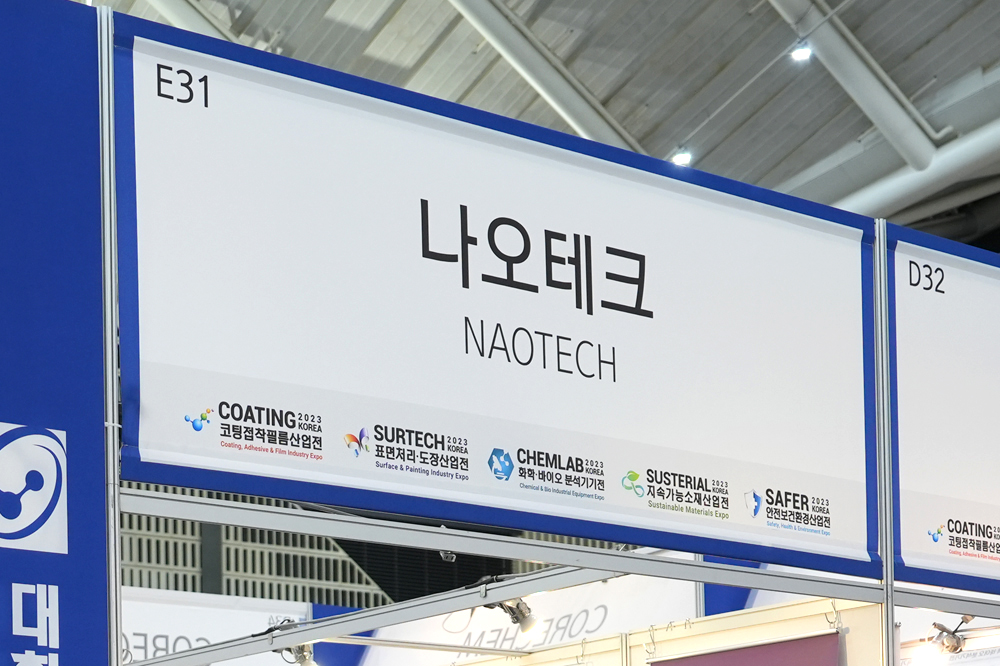 E31
나오테크
NAOTECH
COATING 2023 KOREA
코팅접착필름산업전
Coating, Adhesive & Film Industry Expo
SURTECH 2023 KOREA
표면처리·도장산업전
Surface & Painting Industry Expo
CHEMLAB 2023 KOREA
화학·바이오 분석기기전
Chemical & Bio Industrial Equipment Expo
SUSTERIAL 2023 KOREA
지속가능소재산업전
Sustainable Materials Expo
SAFER 2023 KOREA
안전보건환경산업전
Safety, Health & Environment Expo
D32
COATING
코팅접착필름산업
Coating, Adhesive & Film
대
CORECHEM